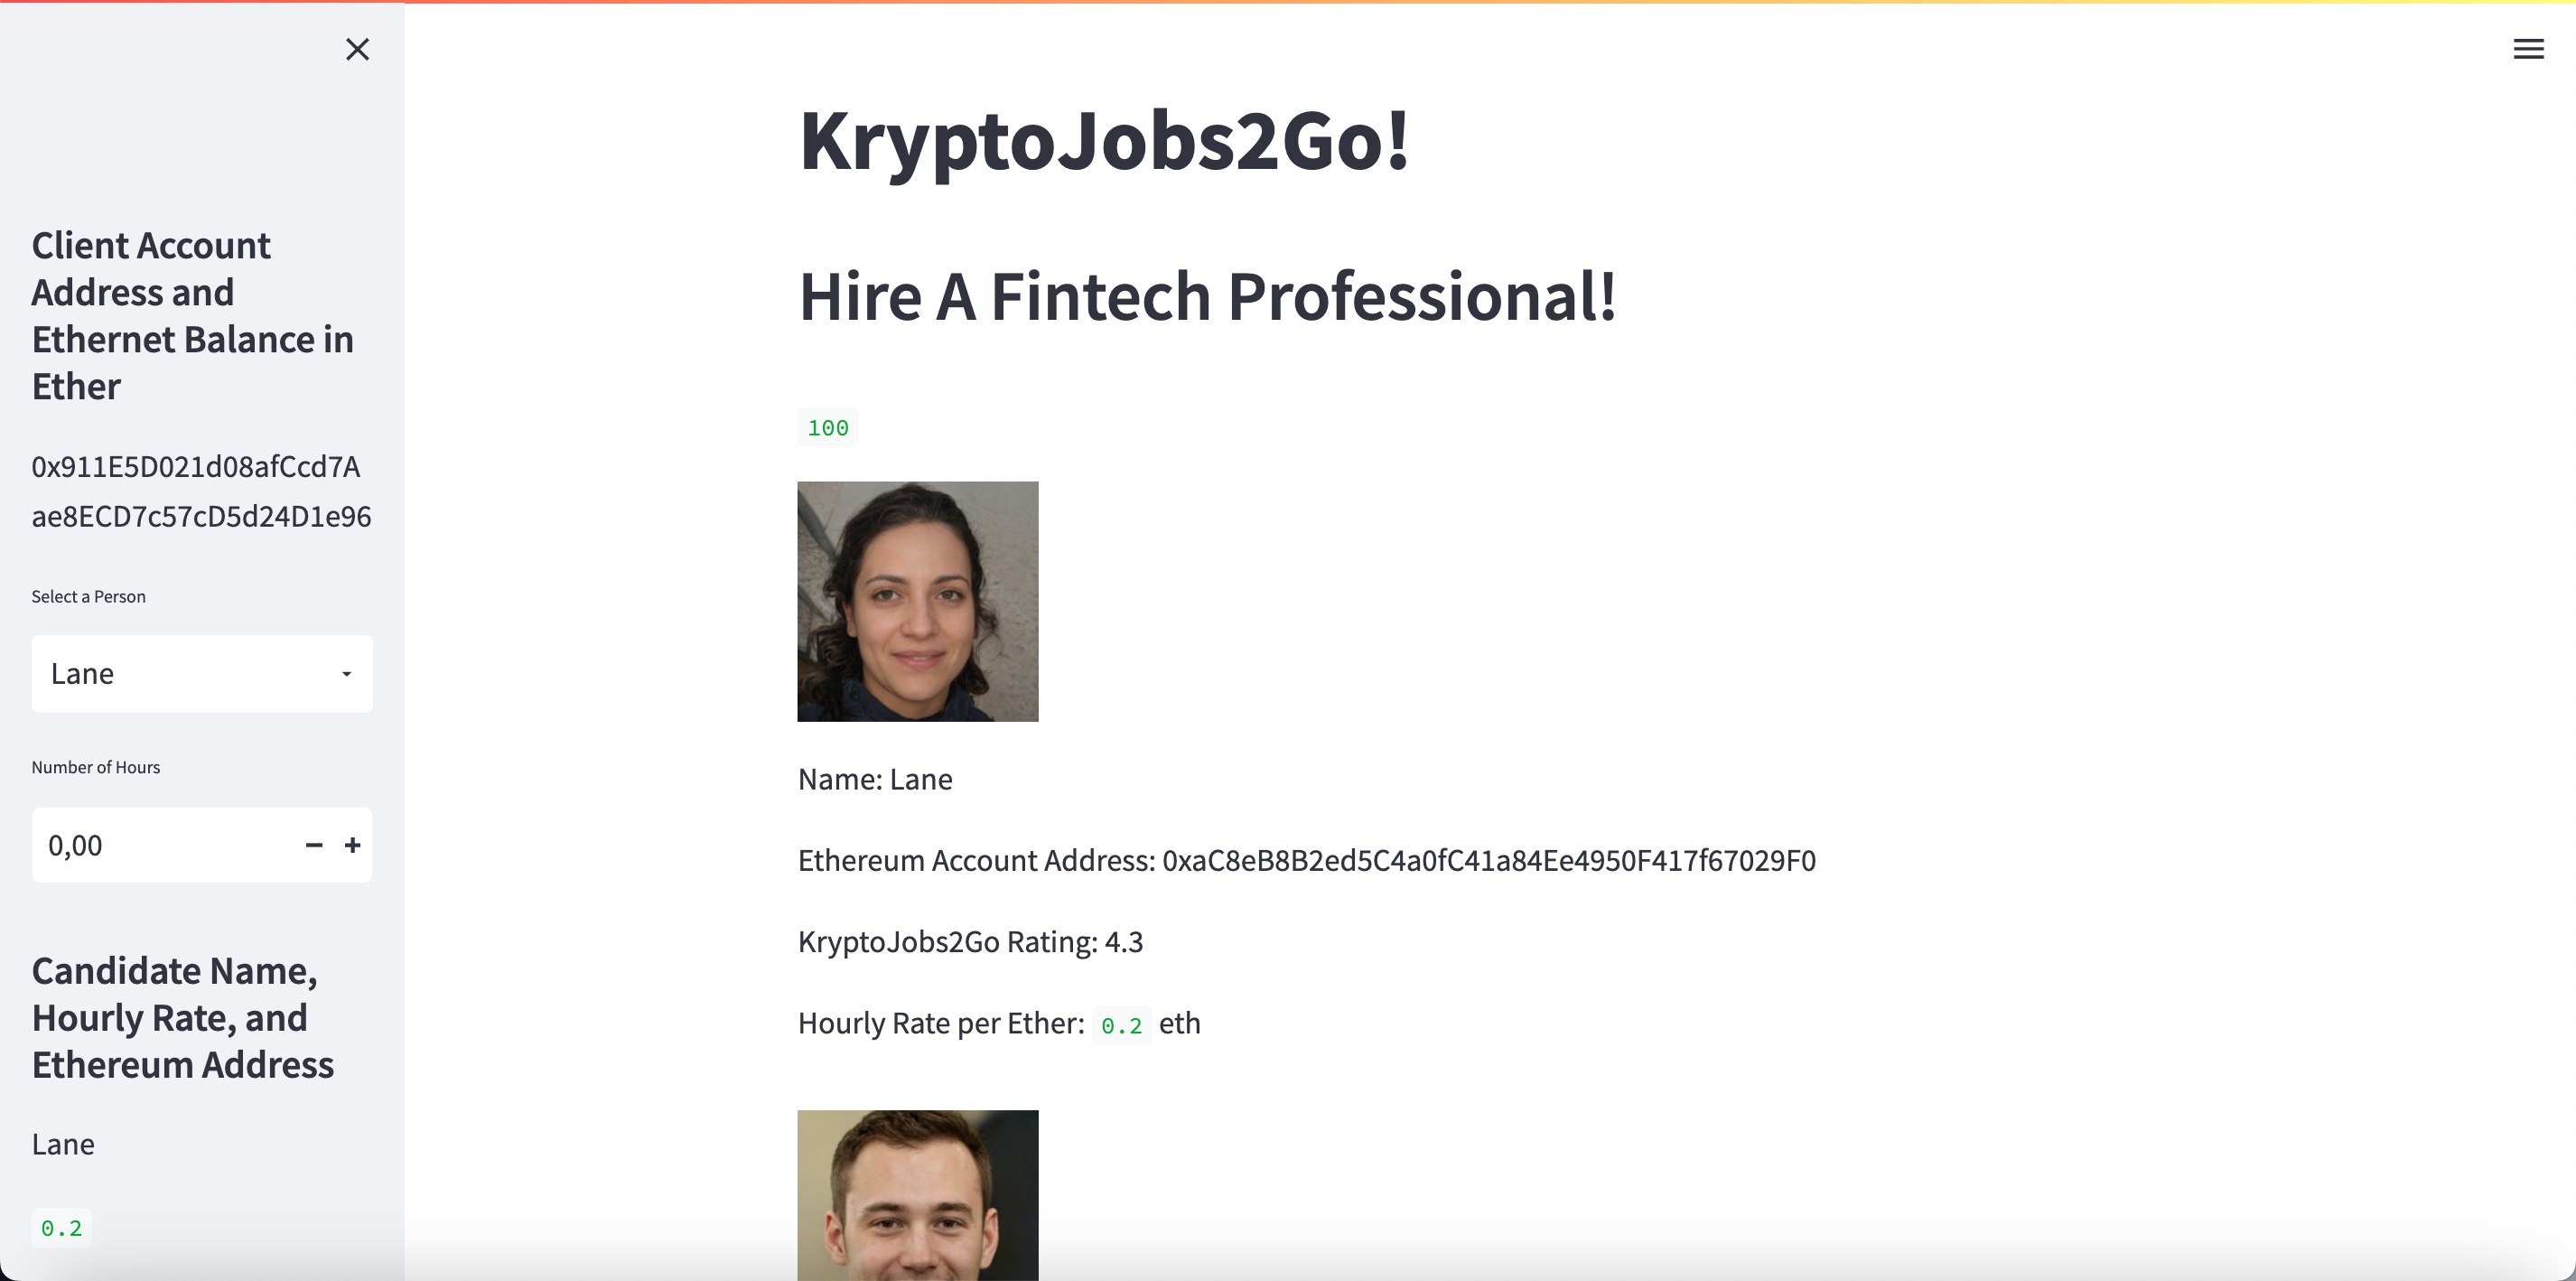 Client Account
Address and
Ethernet Balance in
Ether
0x911E5D021d08afCcd7A
ae8ECD7c57cD5d24D1e96
Select a Person
Lane
Number of Hours
0,00
Candidate Name,
Hourly Rate, and
Ethereum Address
Lane
0.2
KryptoJobs2Go!
Hire A Fintech Professional!
100
Name: Lane
Ethereum Account Address: 0xaC8eB8B2ed5C4a0fC41a84Ee4950F417f67029F0
KryptoJobs2Go Rating: 4.3
Hourly Rate per Ether: 0.2 eth